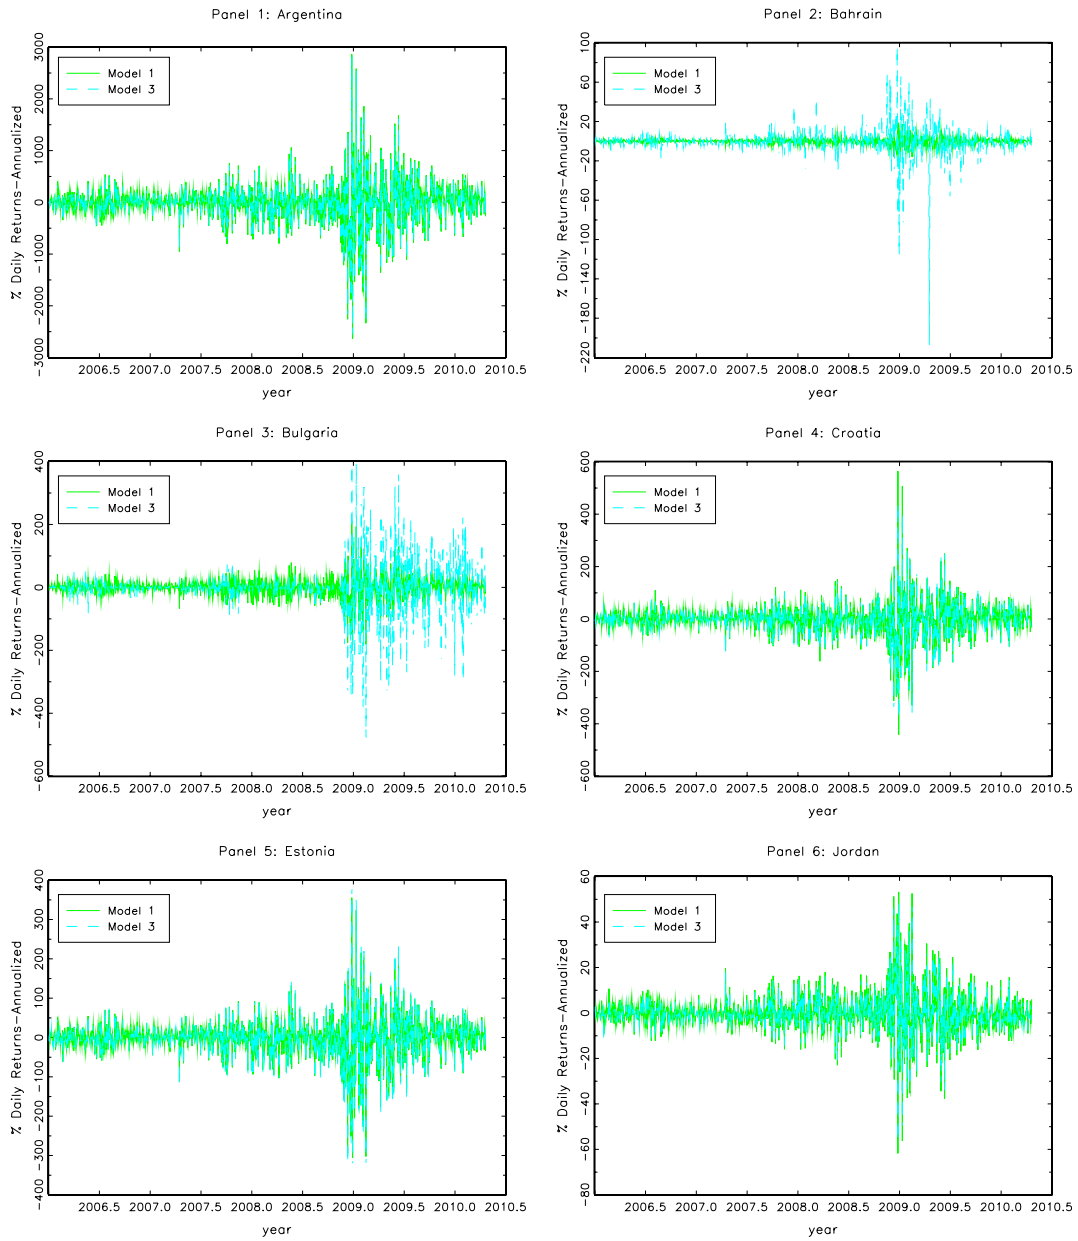 Panel 1: Argentina
Model 1
Model 3
% Daily Returns-Annualized
3000
2000
1000
0
-1000
-2000
-3000
2006.5 2007.0 2007.5 2008.0 2008.5 2009.0 2009.5 2010.0 2010.5
year
Panel 2: Bahrain
Model 1
Model 3
% Daily Returns-Annualized
100
60
20
-20
-60
-100
-140
-180
-220
2006.5 2007.0 2007.5 2008.0 2008.5 2009.0 2009.5 2010.0 2010.5
year
Panel 3: Bulgaria
Model 1
Model 3
% Daily Returns-Annualized
400
200
0
-200
-400
-600
2006.5 2007.0 2007.5 2008.0 2008.5 2009.0 2009.5 2010.0 2010.5
year
Panel 4: Croatia
Model 1
Model 3
% Daily Returns-Annualized
600
400
200
0
-200
-400
-600
2006.5 2007.0 2007.5 2008.0 2008.5 2009.0 2009.5 2010.0 2010.5
year
Panel 5: Estonia
Model 1
Model 3
% Daily Returns-Annualized
400
300
200
100
0
-100
-200
-300
-400
2006.5 2007.0 2007.5 2008.0 2008.5 2009.0 2009.5 2010.0 2010.5
year
Panel 6: Jordan
Model 1
Model 3
% Daily Returns-Annualized
60
40
20
0
-20
-40
-60
-80
2006.5 2007.0 2007.5 2008.0 2008.5 2009.0 2009.5 2010.0 2010.5
year